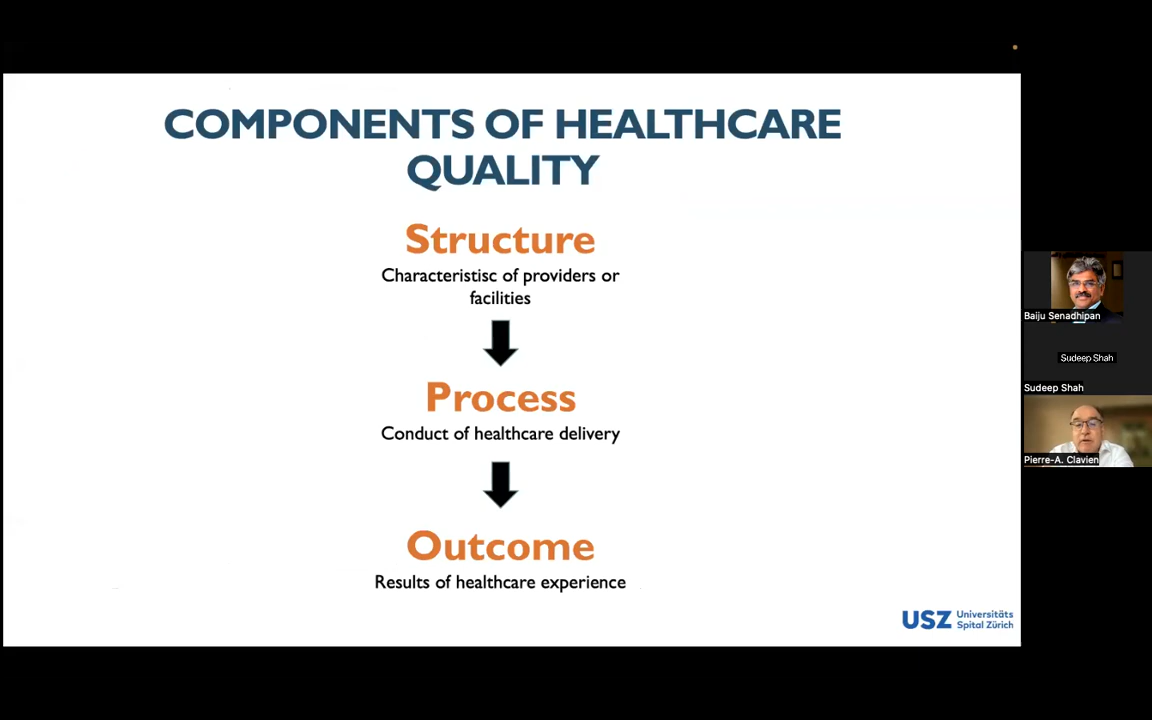 COMPONENTS OF HEALTHCARE
QUALITY
Structure
Characteristisc of providers or
facilities
Process
Conduct of healthcare delivery
Outcome
Results of healthcare experience
USZ Universitäts
Spital Zürich
Baiju Senadhipan
Sudeep Shah
Sudeep Shah
Pierre-A. Clavien